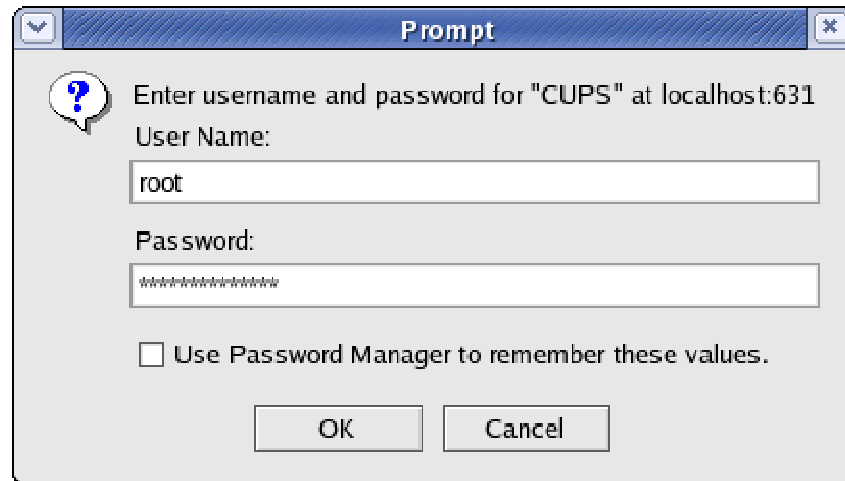 Prompt
Enter username and password for "CUPS" at localhost:631
User Name:
root
Password:
**************
Use Password Manager to remember these values.
OK
Cancel